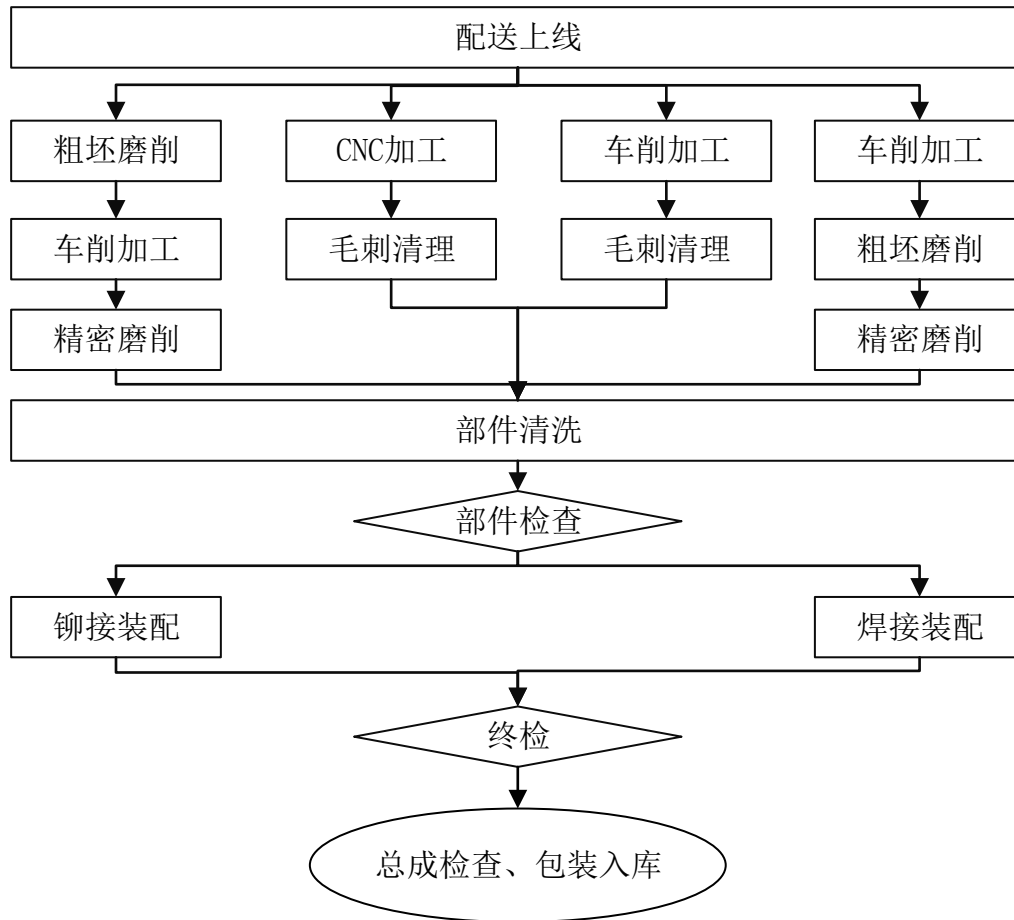 配送上线
粗坯磨削
CNC加工
车削加工
车削加工
车削加工
毛刺清理
毛刺清理
粗坯磨削
精密磨削
精密磨削
部件清洗
部件检查
铆接装配
焊接装配
终检
总成检查、包装入库